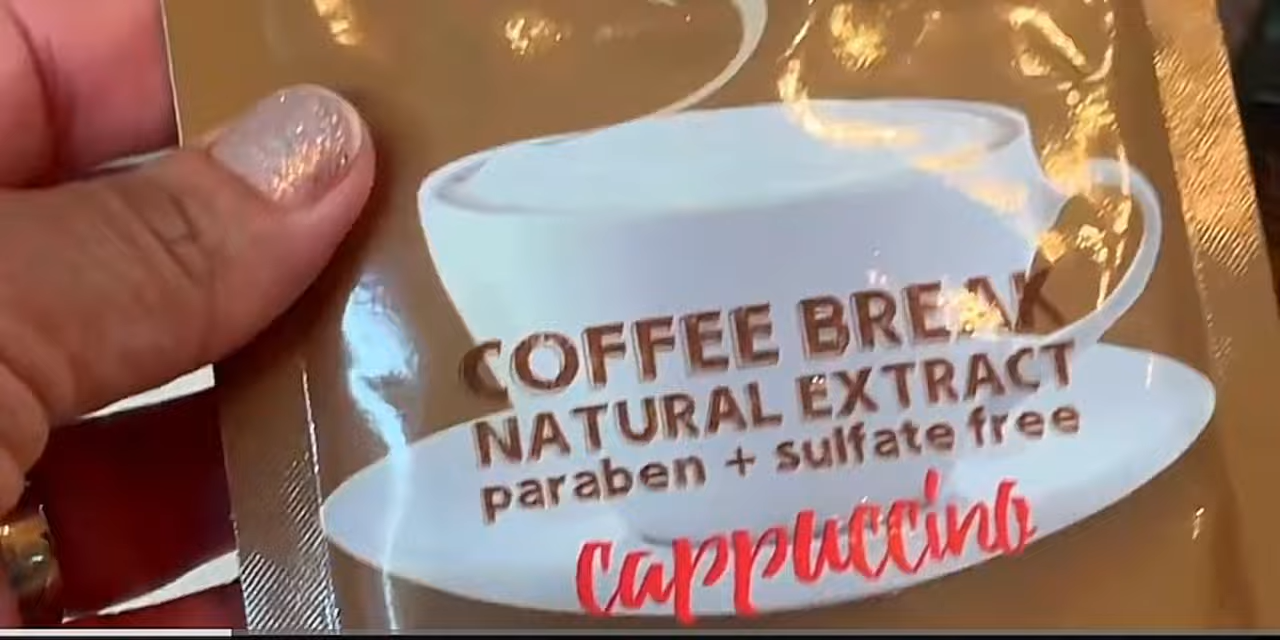 COFFEE BREAK
NATURAL EXTRACT
paraben + sulfate free
cappuccino